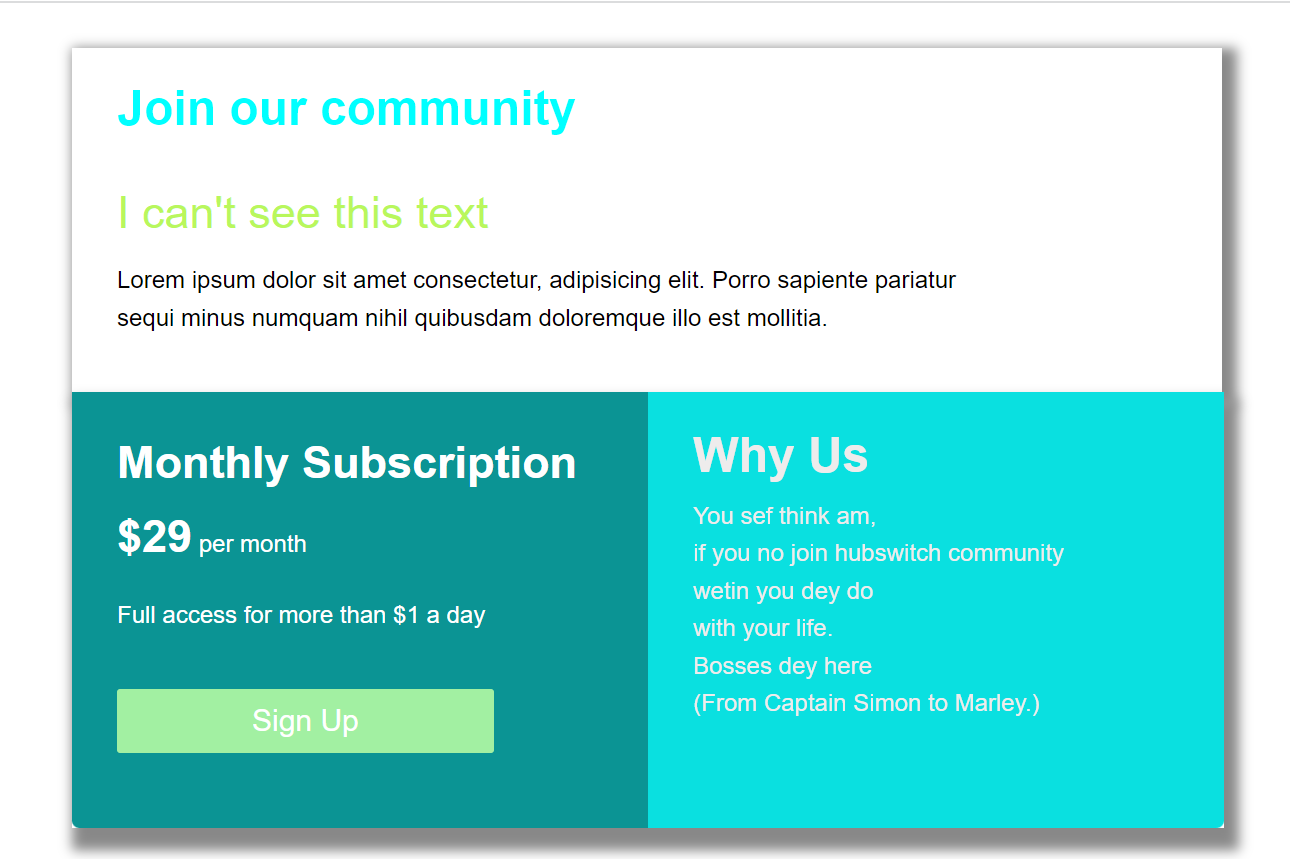 Join our community
I can't see this text
Lorem ipsum dolor sit amet consectetur, adipisicing elit. Porro sapiente pariatur
sequi minus numquam nihil quibusdam doloremque illo est mollitia.
Monthly Subscription
$29 per month
Full access for more than $1 a day
Sign Up
Why Us
You sef think am,
if you no join hubswitch community
wetin you dey do
with your life.
Bosses dey here
(From Captain Simon to Marley.)